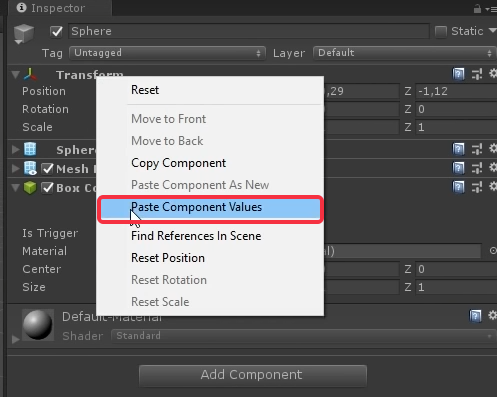 Inspector
Sphere
Static
Tag Untagged Layer Default
Transform
Position ,29 Z -1,12
Rotation Z 0
Scale Z 1
Sphere
Mesh
Box Co
Is Trigger
Material
Center Z 0
Size Z 1
Reset
Move to Front
Move to Back
Copy Component
Paste Component As New
Paste Component Values
Find References In Scene
Reset Position
Reset Rotation
Reset Scale
Default-Material
Shader Standard
Add Component